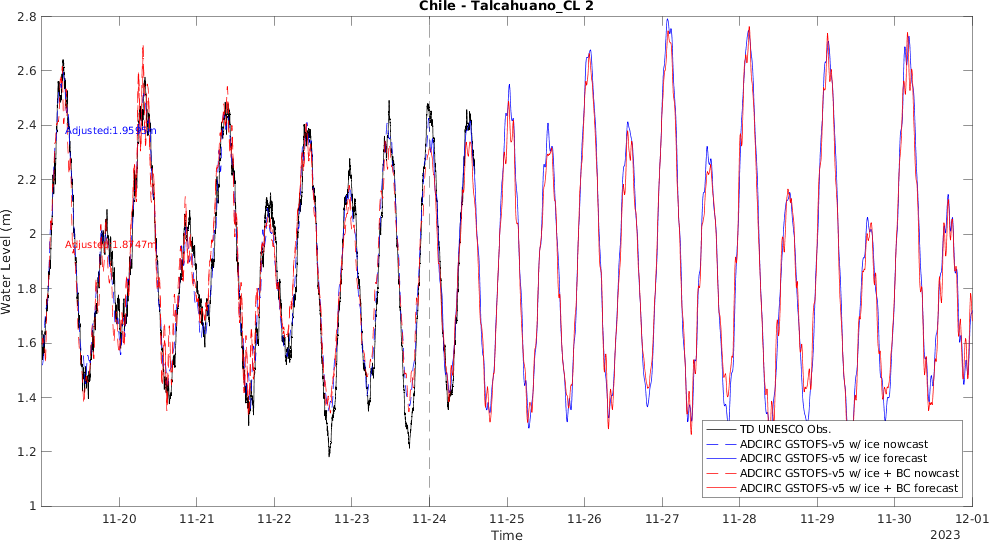 Chile - Talcahuano_CL 2
Water Level (m)
2.8
2.6
2.4
2.2
2
1.8
1.6
1.4
1.2
1
Adjusted:1.9595m
Adjusted:1.8747m
TD UNESCO Obs.
ADCIRC GSTOFS-v5 w/ ice nowcast
ADCIRC GSTOFS-v5 w/ ice forecast
ADCIRC GSTOFS-v5 w/ ice + BC nowcast
ADCIRC GSTOFS-v5 w/ ice + BC forecast
11-20 11-21 11-22 11-23 11-24 11-25 11-26 11-27 11-28 11-29 11-30 12-01
Time
2023